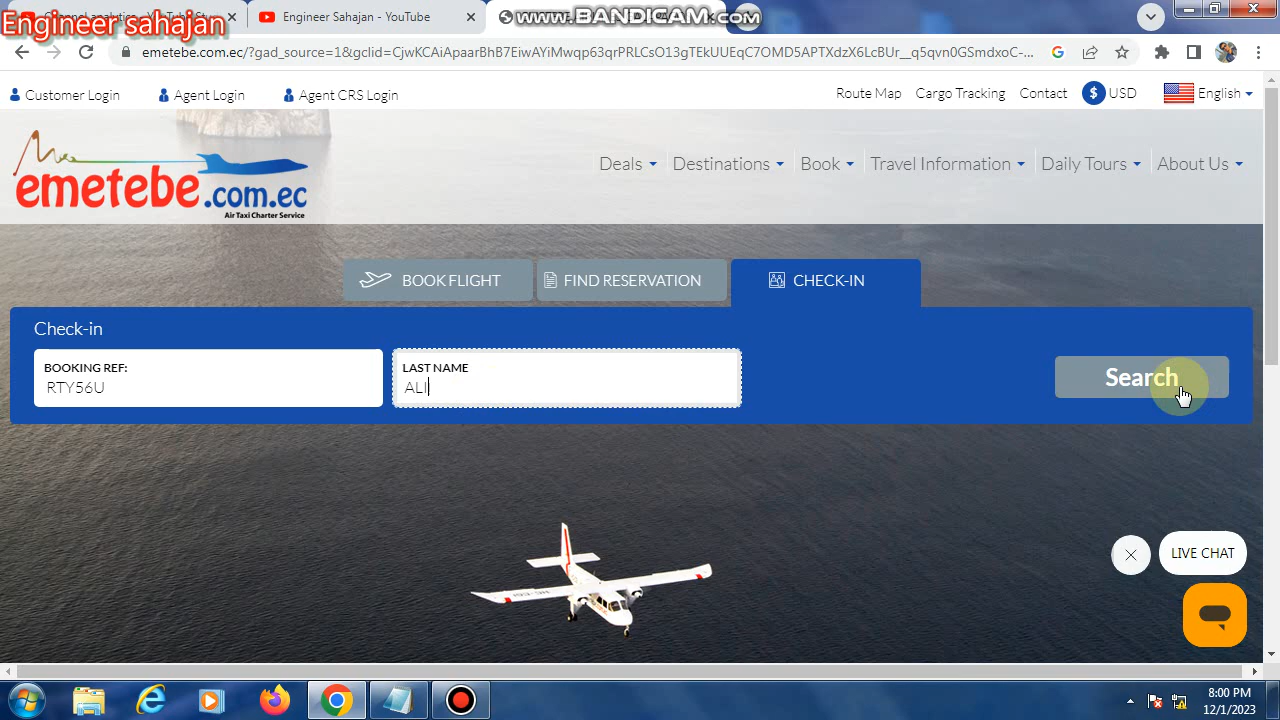 Engineer sahajan
Engineer Sahajan - YouTube
www.BANDICAM.com
emetebe.com.ec/?gad_source=1&gclid=CjwKCAiApaarBhB7EiwAYiMwqp63qrPRLCsO13gTEkUUEqC7OMD5APTXdzX6LcBUr__q5qvn0GSmdxoC-...
Customer Login
Agent Login
Agent CRS Login
Route Map
Cargo Tracking
Contact
$ USD
English
emetebe.com.ec
Air Taxi Charter Service
Deals
Destinations
Book
Travel Information
Daily Tours
About Us
BOOK FLIGHT
FIND RESERVATION
CHECK-IN
Check-in
BOOKING REF:
RTY56U
LAST NAME
ALI
Search
LIVE CHAT
8:00 PM
12/1/2023